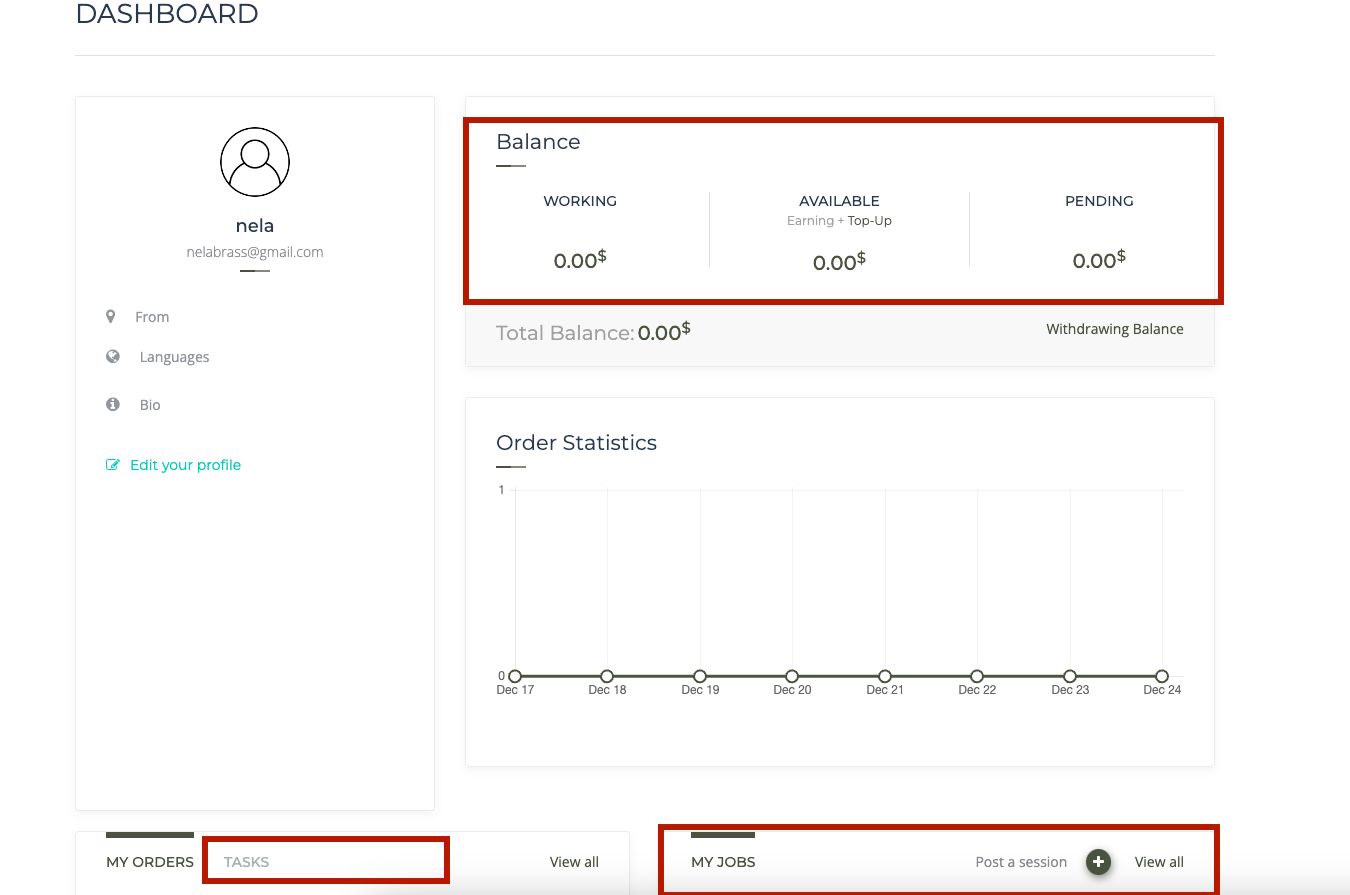 DASHBOARD
nela
nelabrass@gmail.com
From
Languages
Bio
Edit your profile
Balance
WORKING
0.00$
AVAILABLE
Earning + Top-Up
0.00$
PENDING
0.00$
Total Balance: 0.00$
Withdrawing Balance
Order Statistics
1
0
Dec 17 Dec 18 Dec 19 Dec 20 Dec 21 Dec 22 Dec 23 Dec 24
MY ORDERS TASKS View all
MY JOBS Post a session View all